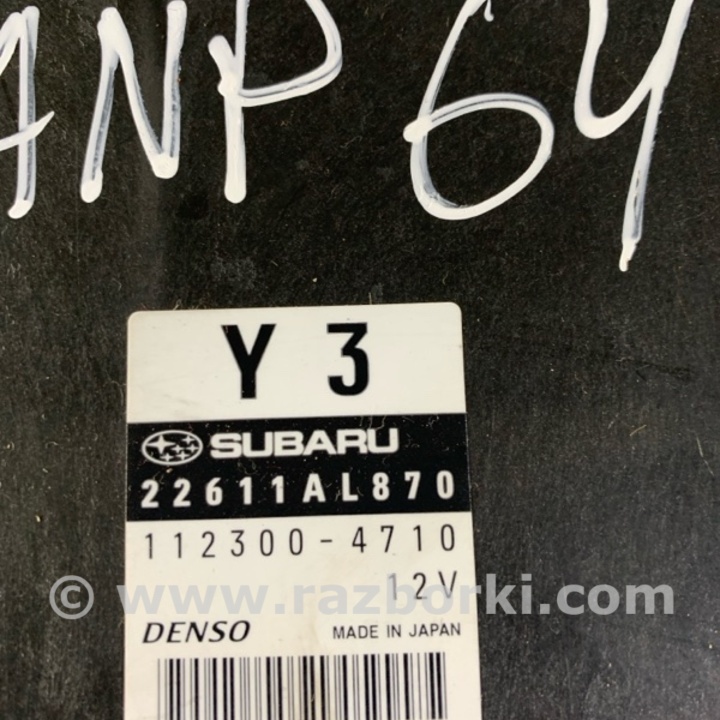 ANP 64
Y 3
SUBARU
22611AL870
112300-4710
12V
© www.razborki.com
DENSO MADE IN JAPAN